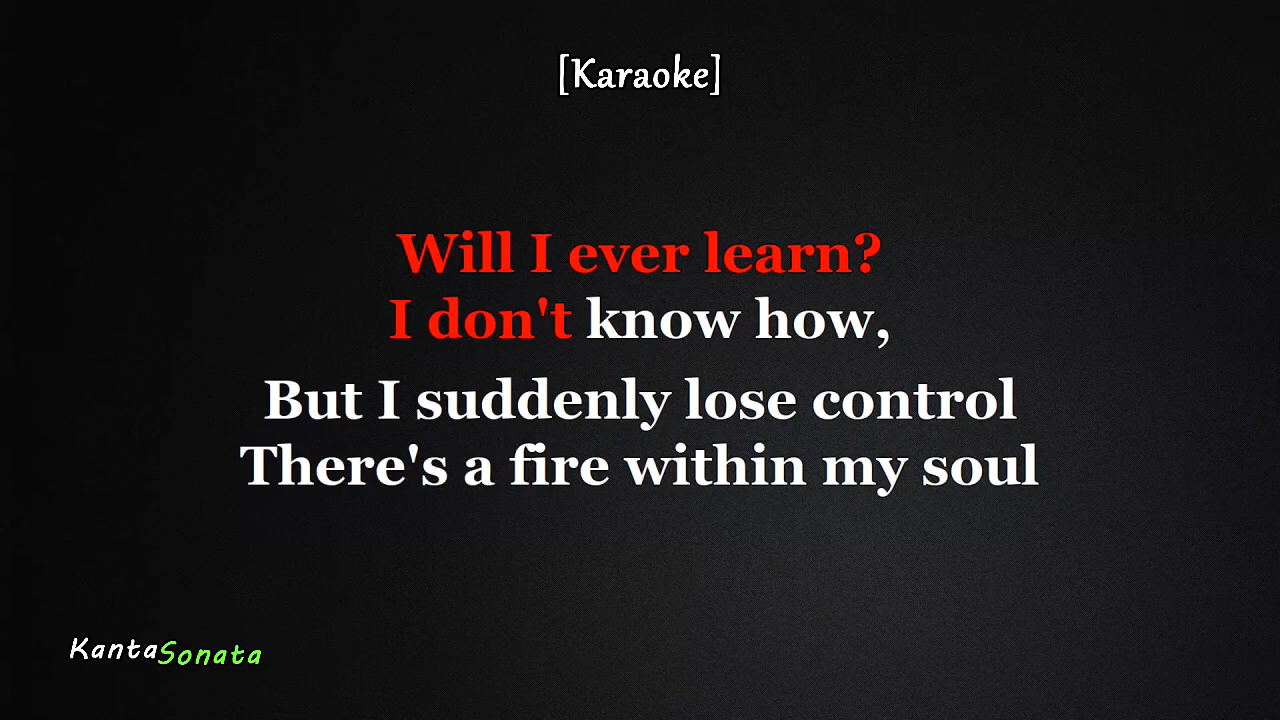 [Karaoke]
Will I ever learn?
I don't know how,
But I suddenly lose control
There's a fire within my soul
KantaSonata